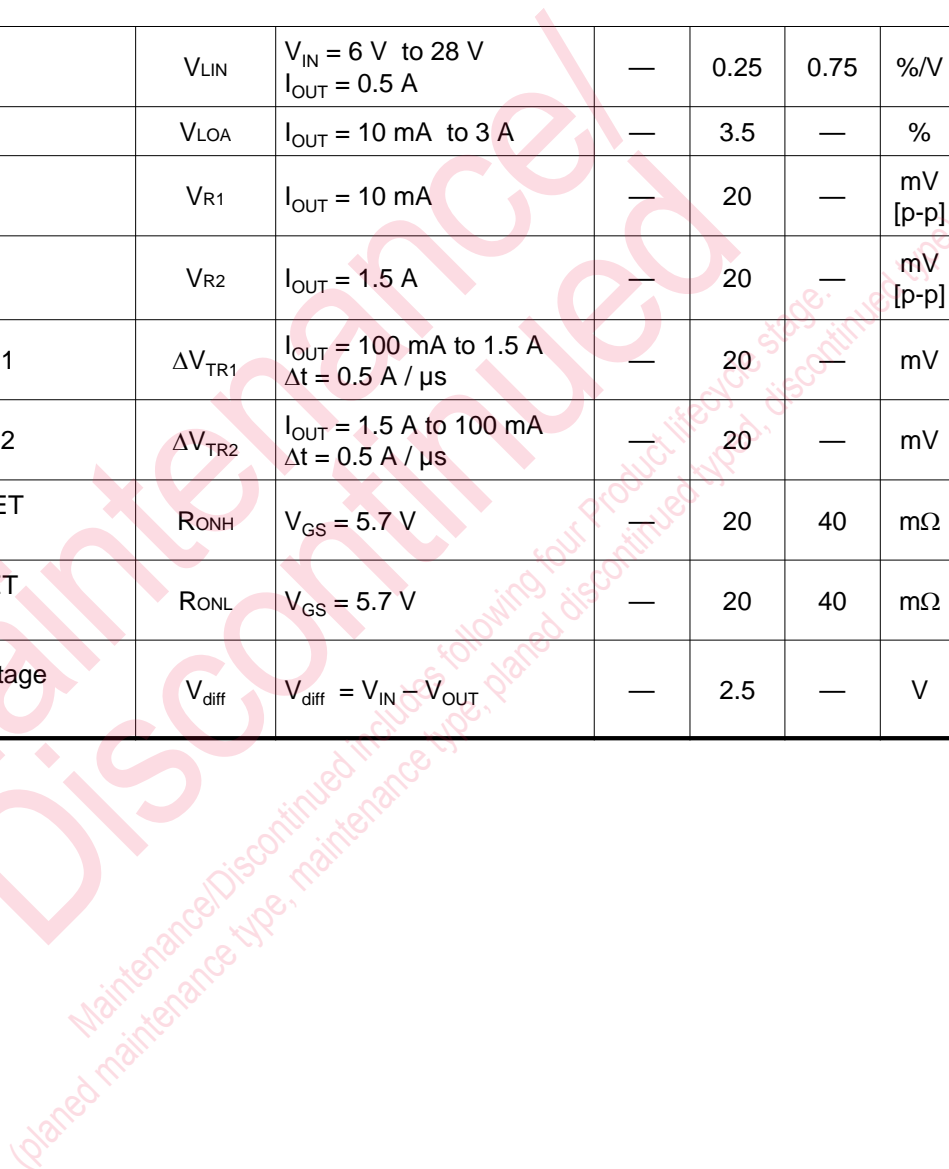 VLIN VIN = 6 V to 28 V — 0.25 0.75 %/V
IOUT = 0.5 A
VLOA IOUT = 10 mA to 3 A — 3.5 — %
VR1 IOUT = 10 mA — 20 — mV
[p-p]
VR2 IOUT = 1.5 A — 20 — mV
[p-p]
1 ΔVTR1 IOUT = 100 mA to 1.5 A — 20 — mV
Δt = 0.5 A / µs
2 ΔVTR2 IOUT = 1.5 A to 100 mA — 20 — mV
Δt = 0.5 A / µs
ET RONH VGS = 5.7 V — 20 40 mΩ
ET RONL VGS = 5.7 V — 20 40 mΩ
tage Vdiff Vdiff = VIN – VOUT — 2.5 — V
aintenance/
Discontinued
Maintenance/Discontinued includes following four Product lifecycle stage.
(planed maintenance type, maintenance type, planed discontinued typed, discontinued type